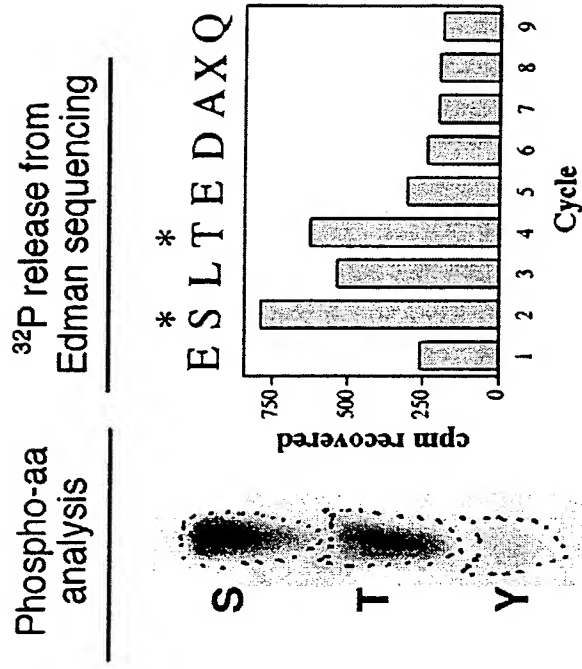 Phospho-aa
analysis
S
T
Y
³²P release from
Edman sequencing
* *
E S L T E D A X Q
cpm recovered
750
500
250
0
1 2 3 4 5 6 7 8 9
Cycle